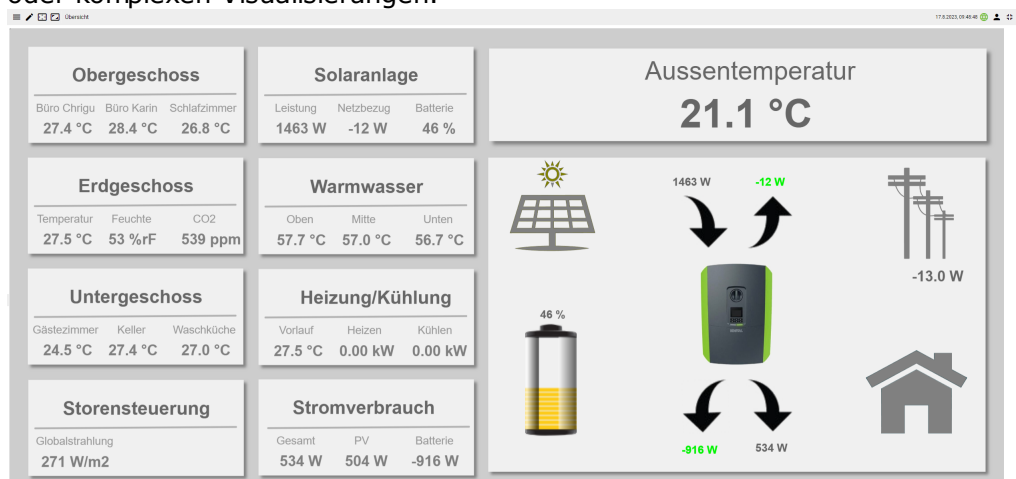 oder komplexen Visualisierungen.
Übersicht
17.6.2023, 09:48:48
Obergeschoss
Büro Chrigu Büro Karin Schlafzimmer
27.4 °C 28.4 °C 26.8 °C
Solaranlage
Leistung Netzbezug Batterie
1463 W -12 W 46 %
Aussentemperatur
21.1 °C
Erdgeschoss
Temperatur Feuchte CO2
27.5 °C 53 %rF 539 ppm
Warmwasser
Oben Mitte Unten
57.7 °C 57.0 °C 56.7 °C
1463 W -12 W
-13.0 W
46 %
-916 W 534 W
Untergeschoss
Gästezimmer Keller Waschküche
24.5 °C 27.4 °C 27.0 °C
Heizung/Kühlung
Vorlauf Heizen Kühlen
27.5 °C 0.00 kW 0.00 kW
Storensteuerung
Globalstrahlung
271 W/m2
Stromverbrauch
Gesamt PV Batterie
534 W 504 W -916 W